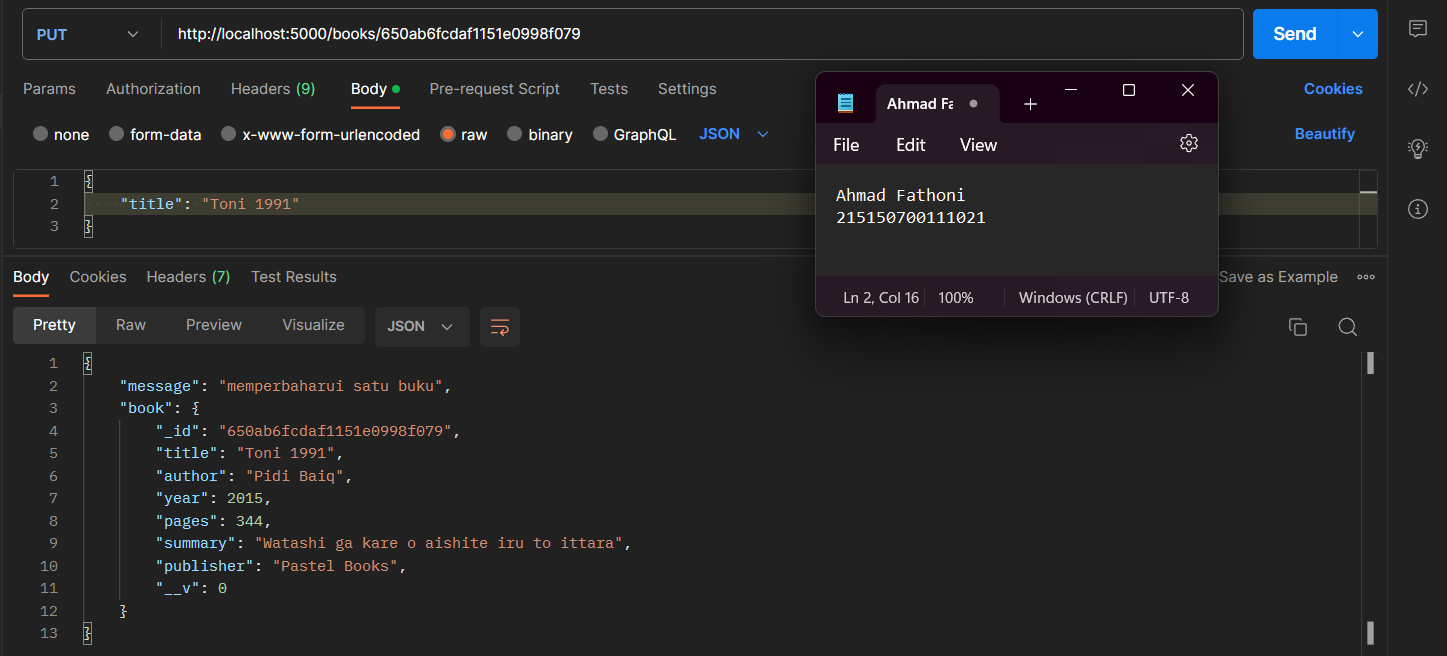 PUT http://localhost:5000/books/650ab6fcdaf1151e0998f079 Send
Params Authorization Headers (9) Body Pre-request Script Tests Settings Cookies
none form-data x-www-form-urlencoded raw binary GraphQL JSON Beautify
1 {
2 "title": "Toni 1991"
3 }
Ahmad Fa
File Edit View
Ahmad Fathoni
215150700111021
Ln 2, Col 16 100% Windows (CRLF) UTF-8
Body Cookies Headers (7) Test Results Save as Example
Pretty Raw Preview Visualize JSON
1 {
2 "message": "memperbaharui satu buku",
3 "book": {
4 "_id": "650ab6fcdaf1151e0998f079",
5 "title": "Toni 1991",
6 "author": "Pidi Baiq",
7 "year": 2015,
8 "pages": 344,
9 "summary": "Watashi ga kare o aishite iru to ittara",
10 "publisher": "Pastel Books",
11 "__v": 0
12 }
13 }